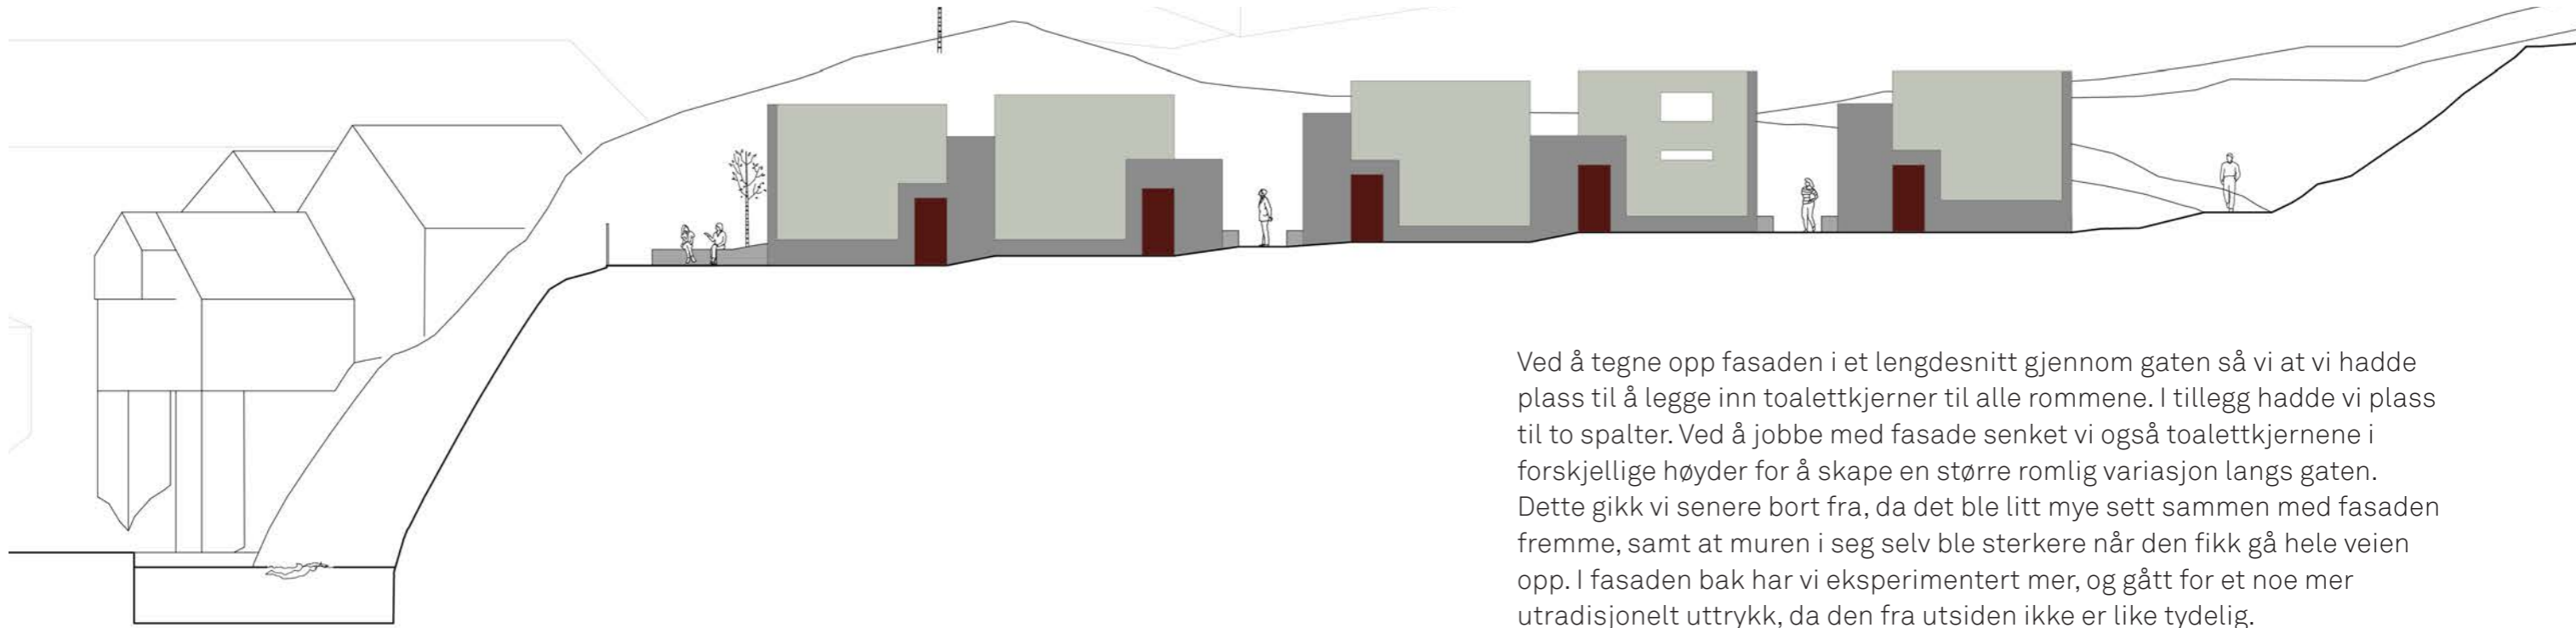 Ved å tegne opp fasaden i et lengdesnitt gjennom gaten så vi at vi hadde
plass til å legge inn toalettkjerner til alle rommene. I tillegg hadde vi plass
til to spalter. Ved å jobbe med fasade senket vi også toalettkjernene i
forskjellige høyder for å skape en større romlig variasjon langs gaten.
Dette gikk vi senere bort fra, da det ble litt mye sett sammen med fasaden
fremme, samt at muren i seg selv ble sterkere når den fikk gå hele veien
opp. I fasaden bak har vi eksperimentert mer, og gått for et noe mer
utradisjonelt uttrykk, da den fra utsiden ikke er like tydelig.